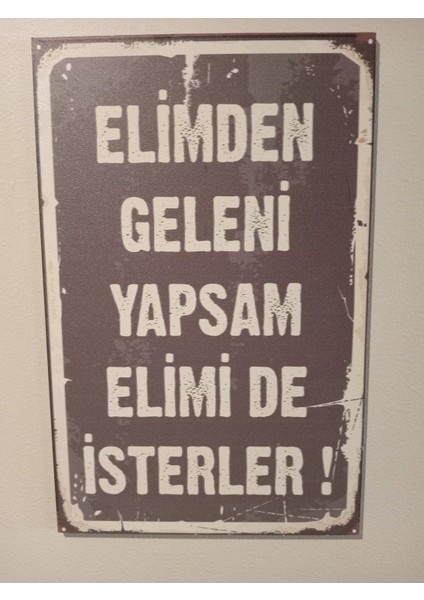 ELİMDEN
GELENİ
YAPSAM
ELİMİ DE
İSTERLER !